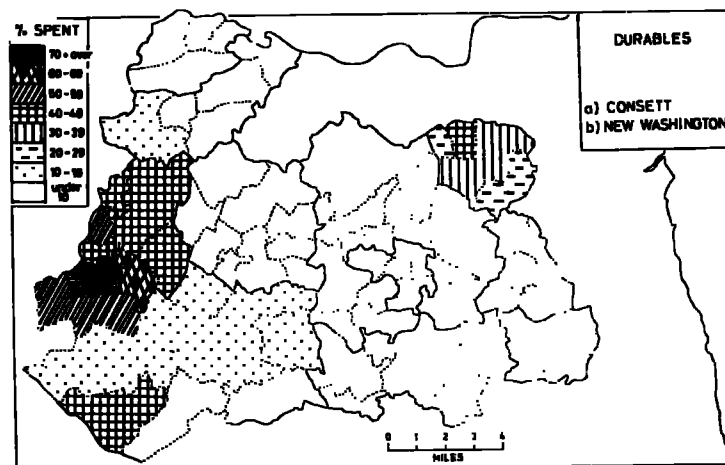 % SPENT
70 + over
60-69
50-59
40-49
30-39
20-29
10-19
under
10
DURABLES
a) CONSETT
b) NEW WASHINGTON
0 1 2 3 4
MILES